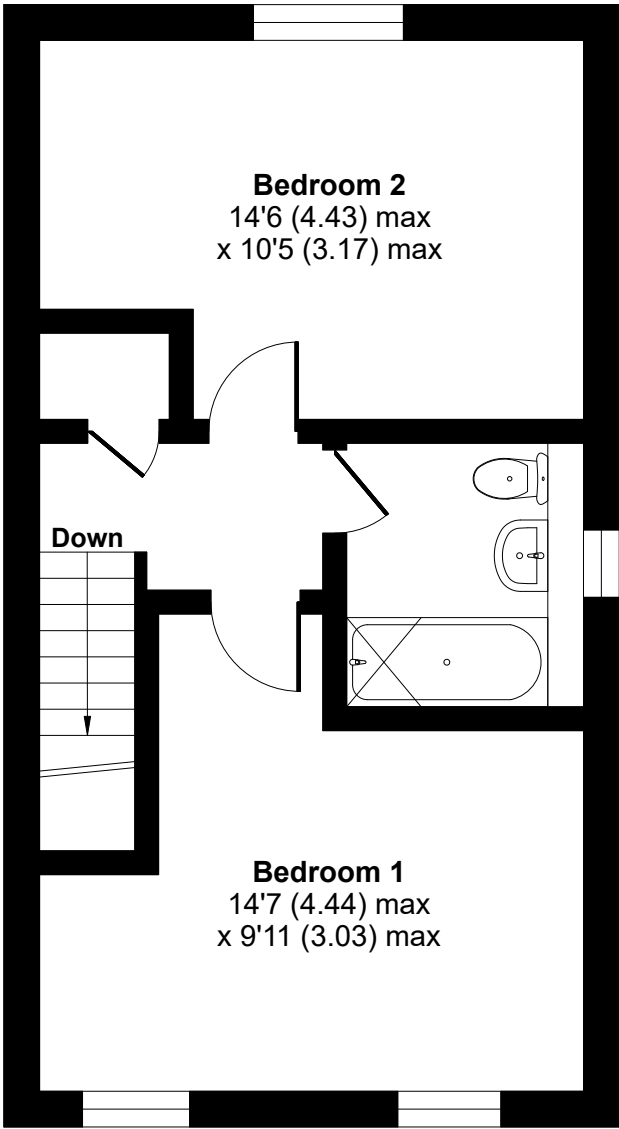 Bedroom 2
14'6 (4.43) max
x 10'5 (3.17) max
Down
Bedroom 1
14'7 (4.44) max
x 9'11 (3.03) max